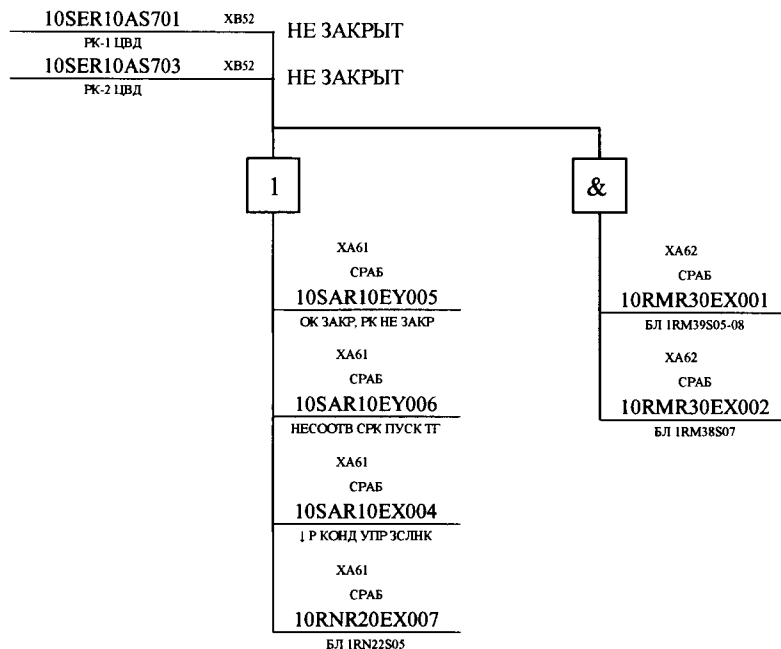 10SER10AS701 XB52 НЕ ЗАКРЫТ
РК-1 ЦВД
10SER10AS703 XB52 НЕ ЗАКРЫТ
РК-2 ЦВД
1
&
XA61
СРАБ
10SAR10EY005
ОК ЗАКР, РК НЕ ЗАКР
XA61
СРАБ
10SAR10EY006
НЕСООТВ СРК ПУСК ТГ
XA61
СРАБ
10SAR10EX004
↓ Р КОНД УПР ЗСЛНК
XA61
СРАБ
10RNR20EX007
БЛ 1RN22S05
XA62
СРАБ
10RMR30EX001
БЛ 1RM39S05-08
XA62
СРАБ
10RMR30EX002
БЛ 1RM38S07